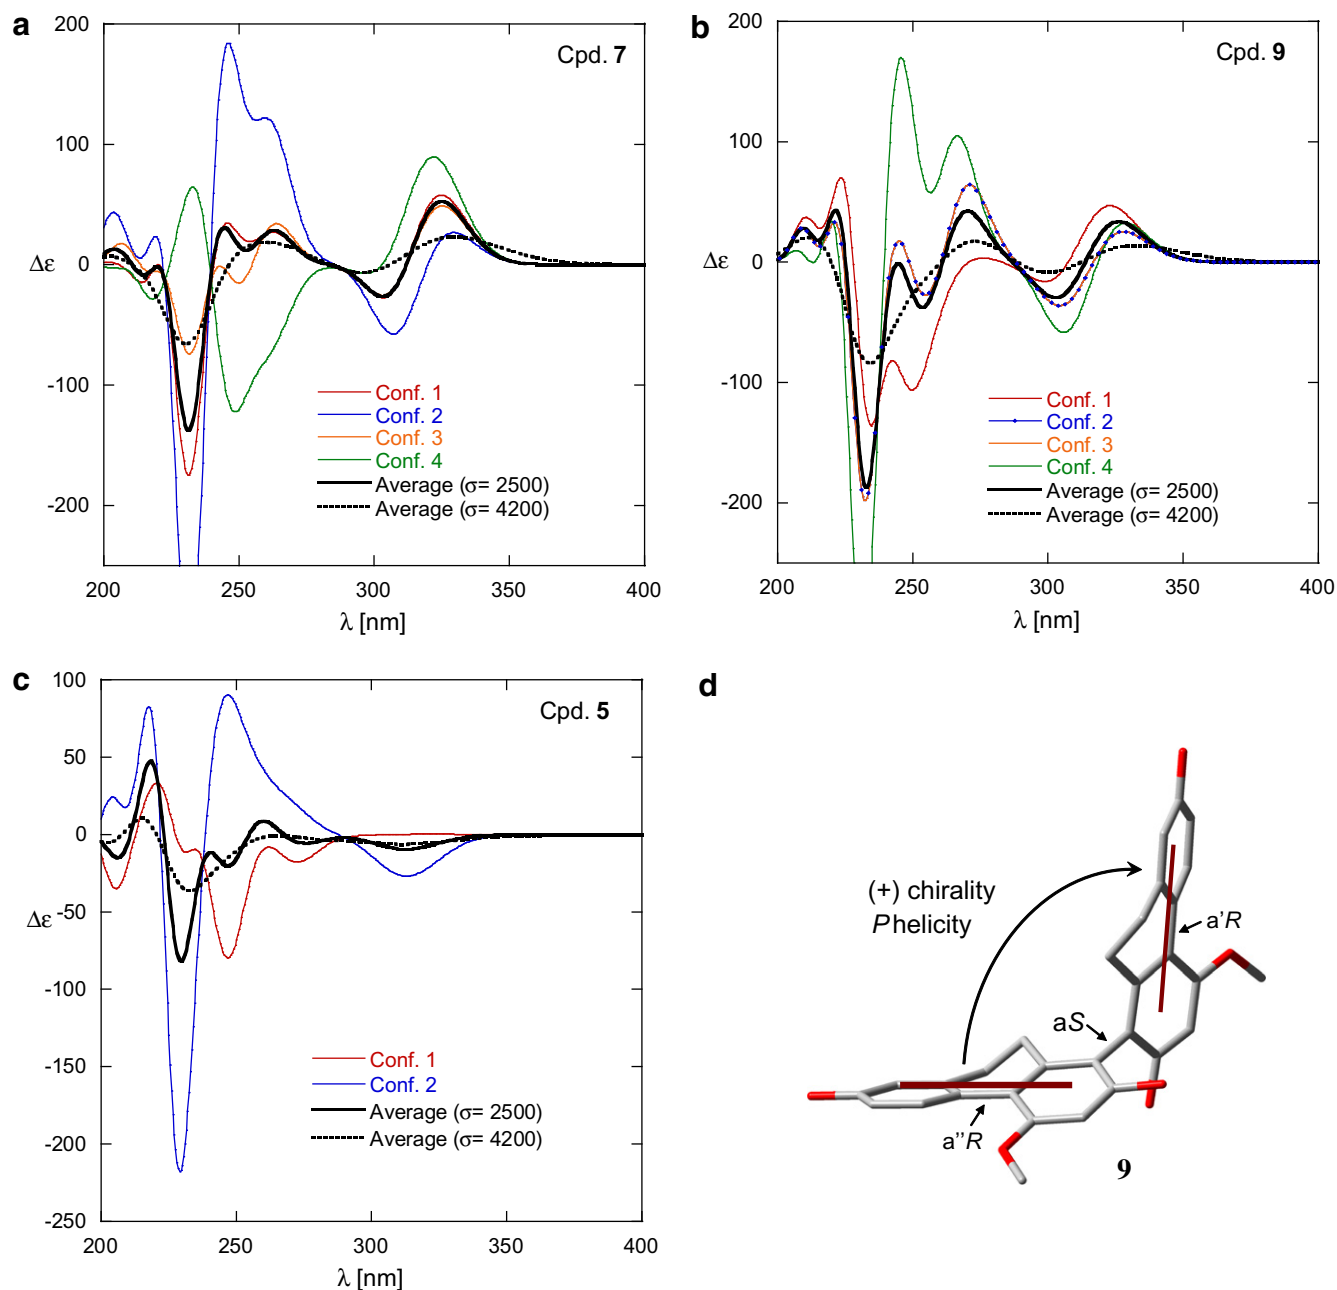 a
Cpd. 7
200
100
0
-100
-200
Δε
200 250 300 350 400
λ [nm]
Conf. 1
Conf. 2
Conf. 3
Conf. 4
Average (σ= 2500)
Average (σ= 4200)
b
Cpd. 9
200
100
0
-100
-200
Δε
200 250 300 350 400
λ [nm]
Conf. 1
Conf. 2
Conf. 3
Conf. 4
Average (σ= 2500)
Average (σ= 4200)
c
Cpd. 5
100
50
0
-50
-100
-150
-200
-250
Δε
200 250 300 350 400
λ [nm]
Conf. 1
Conf. 2
Average (σ= 2500)
Average (σ= 4200)
d
(+) chirality
P helicity
a'R
aS
a''R
9